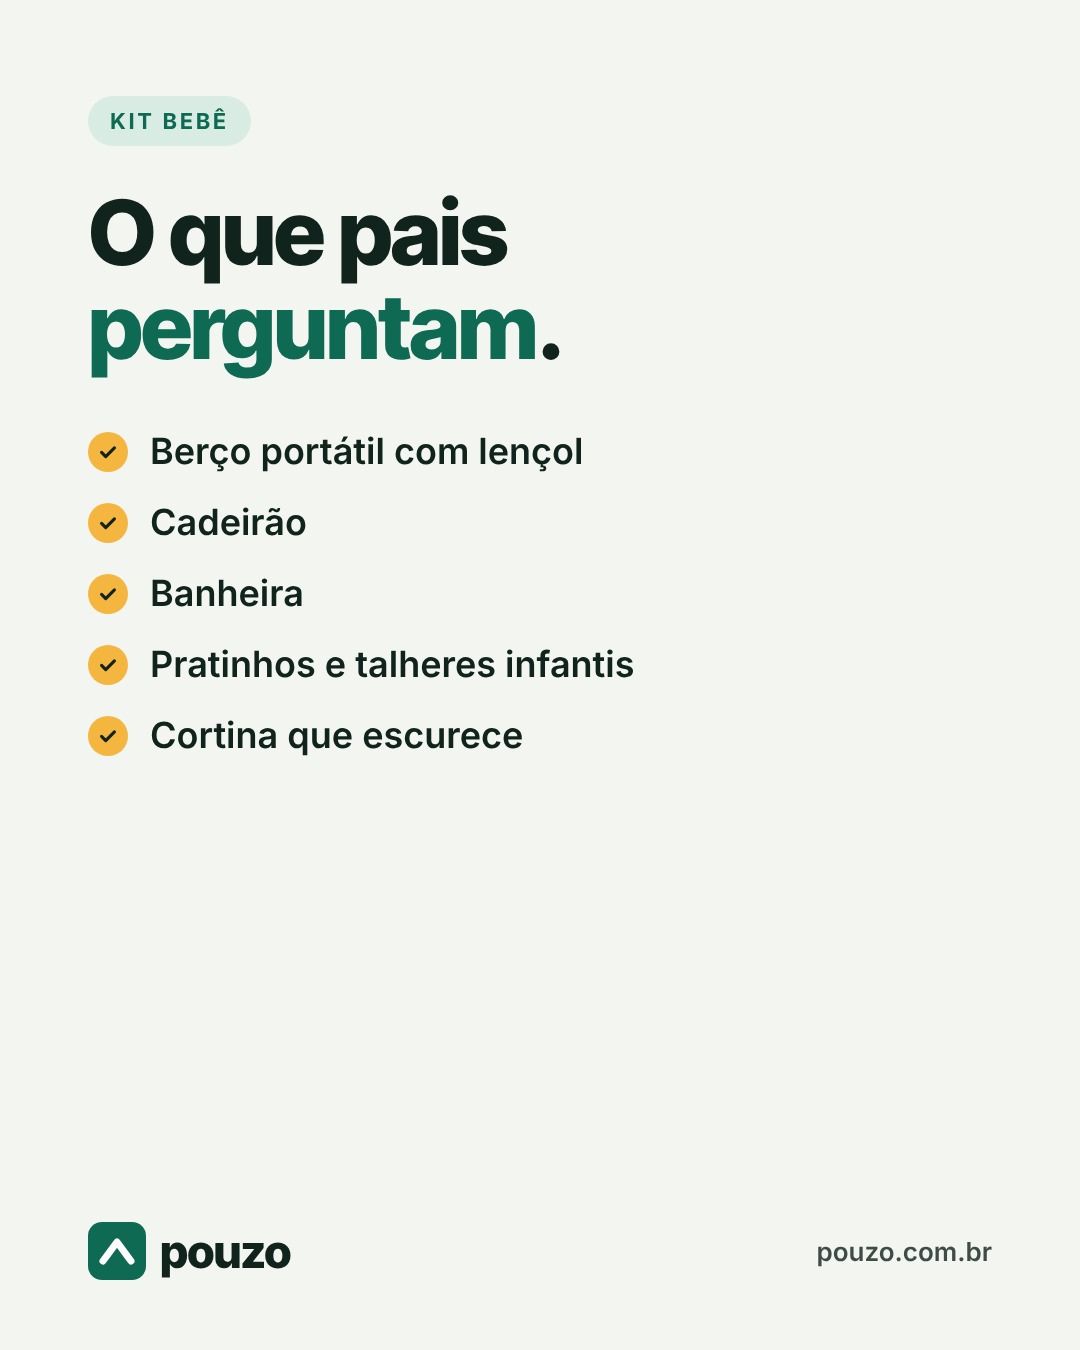 KIT BEBÊ
O que pais
perguntam.
Berço portátil com lençol
Cadeirão
Banheira
Pratinhos e talheres infantis
Cortina que escurece
pouzo
pouzo.com.br